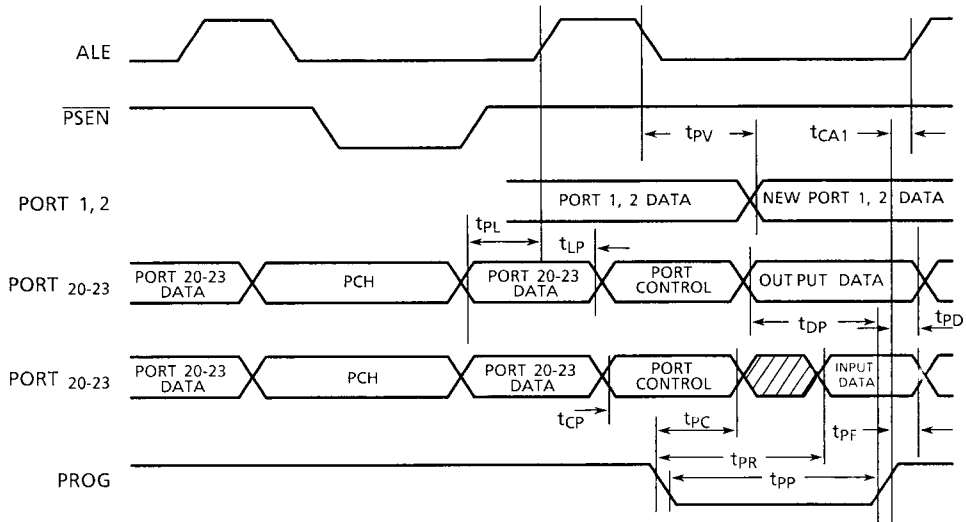 ALE
PSEN
tPV
tCA1
PORT 1, 2
PORT 1, 2 DATA
NEW PORT 1, 2 DATA
tPL
tLP
PORT 20-23
PORT 20-23 DATA
PCH
PORT 20-23 DATA
PORT CONTROL
OUTPUT DATA
tDP
tPD
PORT 20-23
PORT 20-23 DATA
PCH
PORT 20-23 DATA
PORT CONTROL
INPUT DATA
tCP
tPC
tPF
tPR
tPP
PROG